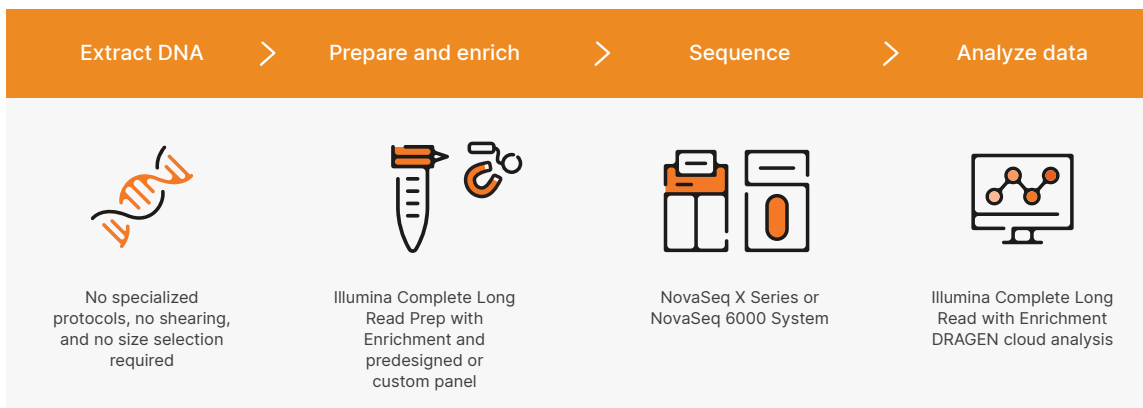 Extract DNA
Prepare and enrich
Sequence
Analyze data
No specialized
protocols, no shearing,
and no size selection
required
Illumina Complete Long
Read Prep with
Enrichment and
predesigned or
custom panel
NovaSeq X Series or
NovaSeq 6000 System
Illumina Complete Long
Read with Enrichment
DRAGEN cloud analysis